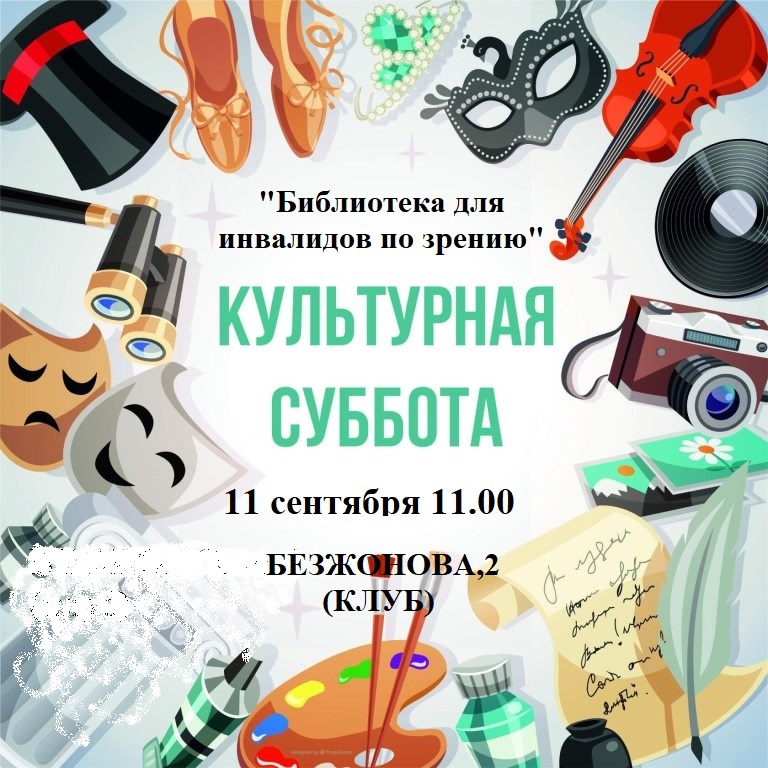 "Библиотека для
инвалидов по зрению"
КУЛЬТУРНАЯ
СУББОТА
11 сентября 11.00
БЕЗЖОНОВА,2
(КЛУБ)